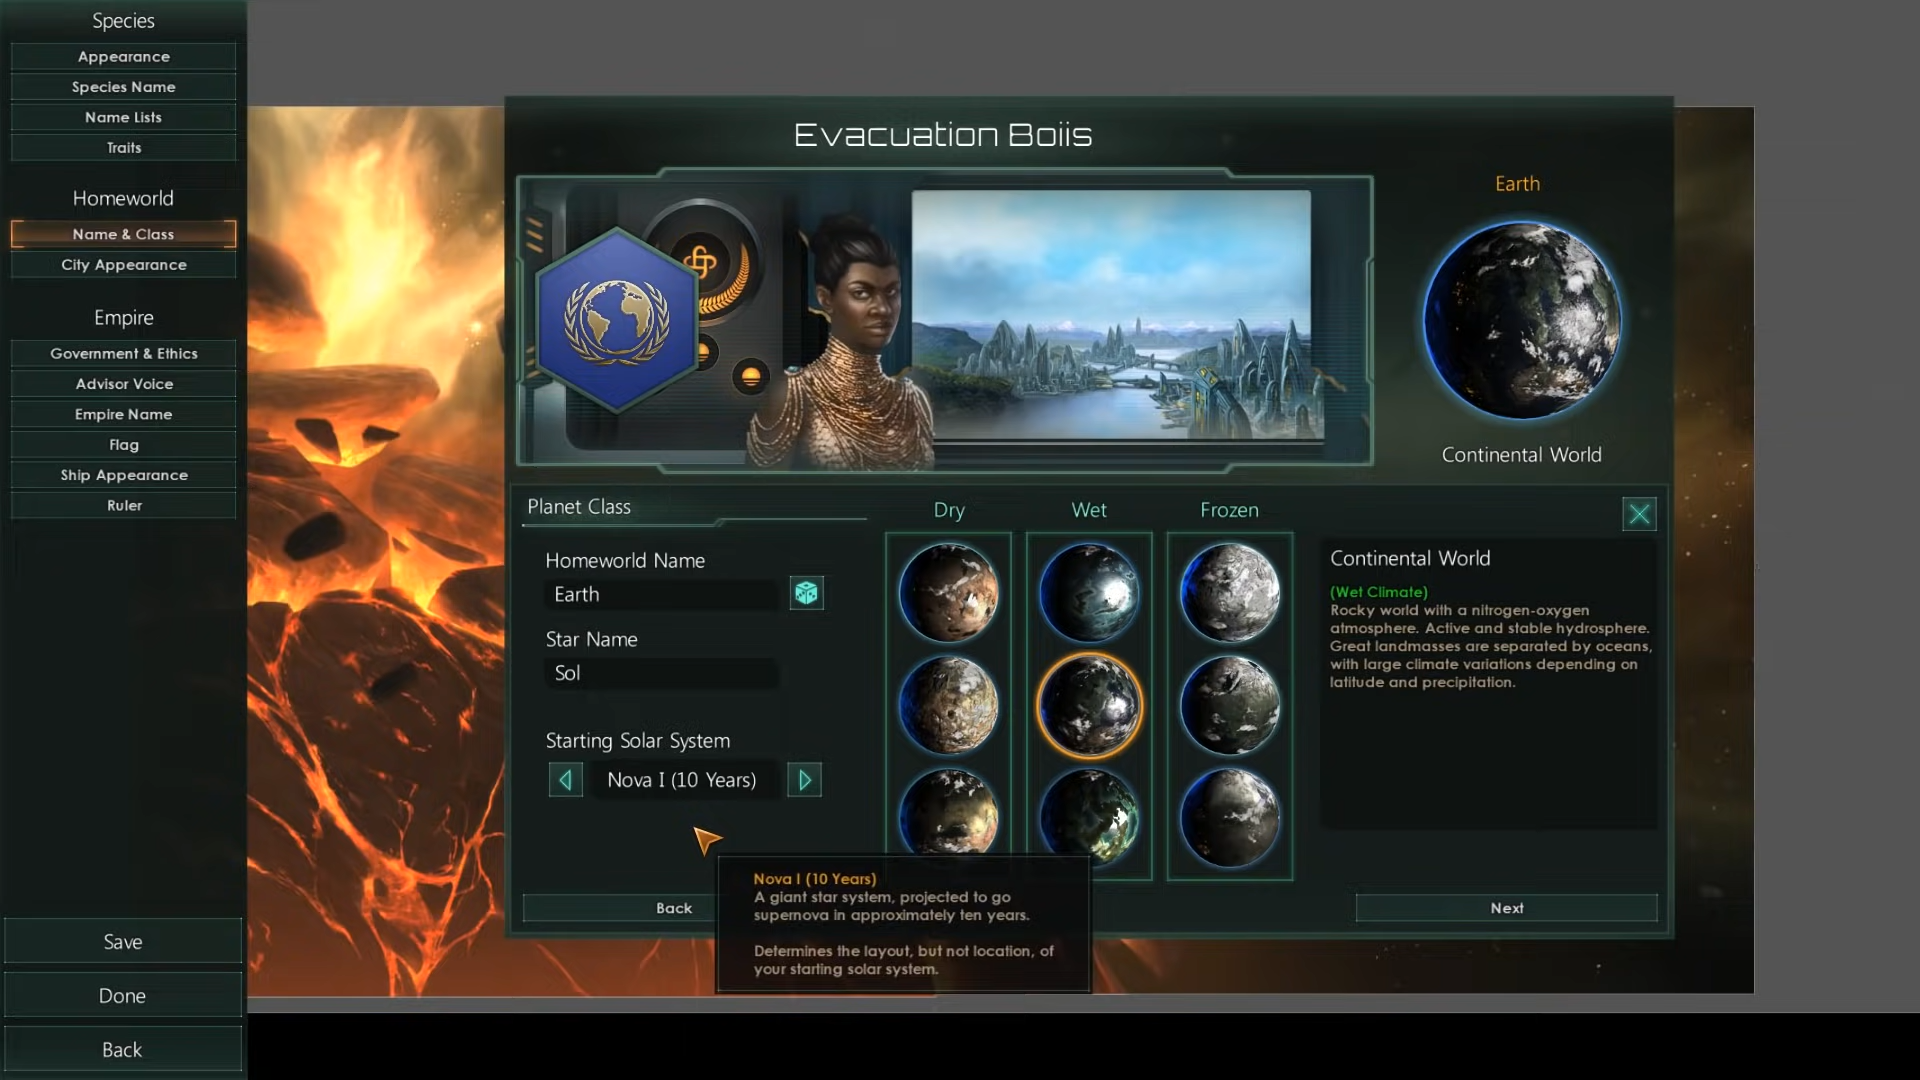 Species
Appearance
Species Name
Name Lists
Traits
Homeworld
Name & Class
City Appearance
Empire
Government & Ethics
Advisor Voice
Empire Name
Flag
Ship Appearance
Ruler
Save
Done
Back
Evacuation Boiis
Earth
Continental World
Planet Class
Homeworld Name
Earth
Star Name
Sol
Starting Solar System
Nova I (10 Years)
Dry
Wet
Frozen
Continental World
(Wet Climate)
Rocky world with a nitrogen-oxygen
atmosphere. Active and stable hydrosphere.
Great landmasses are separated by oceans,
with large climate variations depending on
latitude and precipitation.
Back
Nova I (10 Years)
A giant star system, projected to go
supernova in approximately ten years.
Determines the layout, but not location, of
your starting solar system.
Next